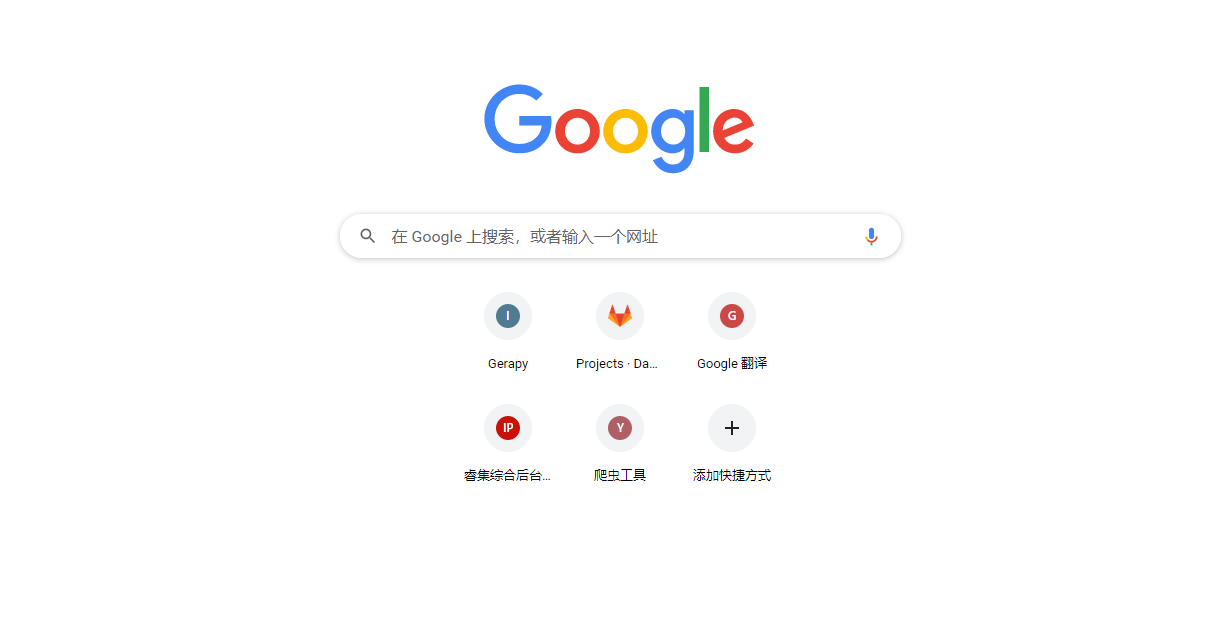 Google
在 Google 上搜索，或者输入一个网址
I
G
Gerapy
Projects · Da...
Google 翻译
IP
Y
睿集综合后台...
爬虫工具
添加快捷方式